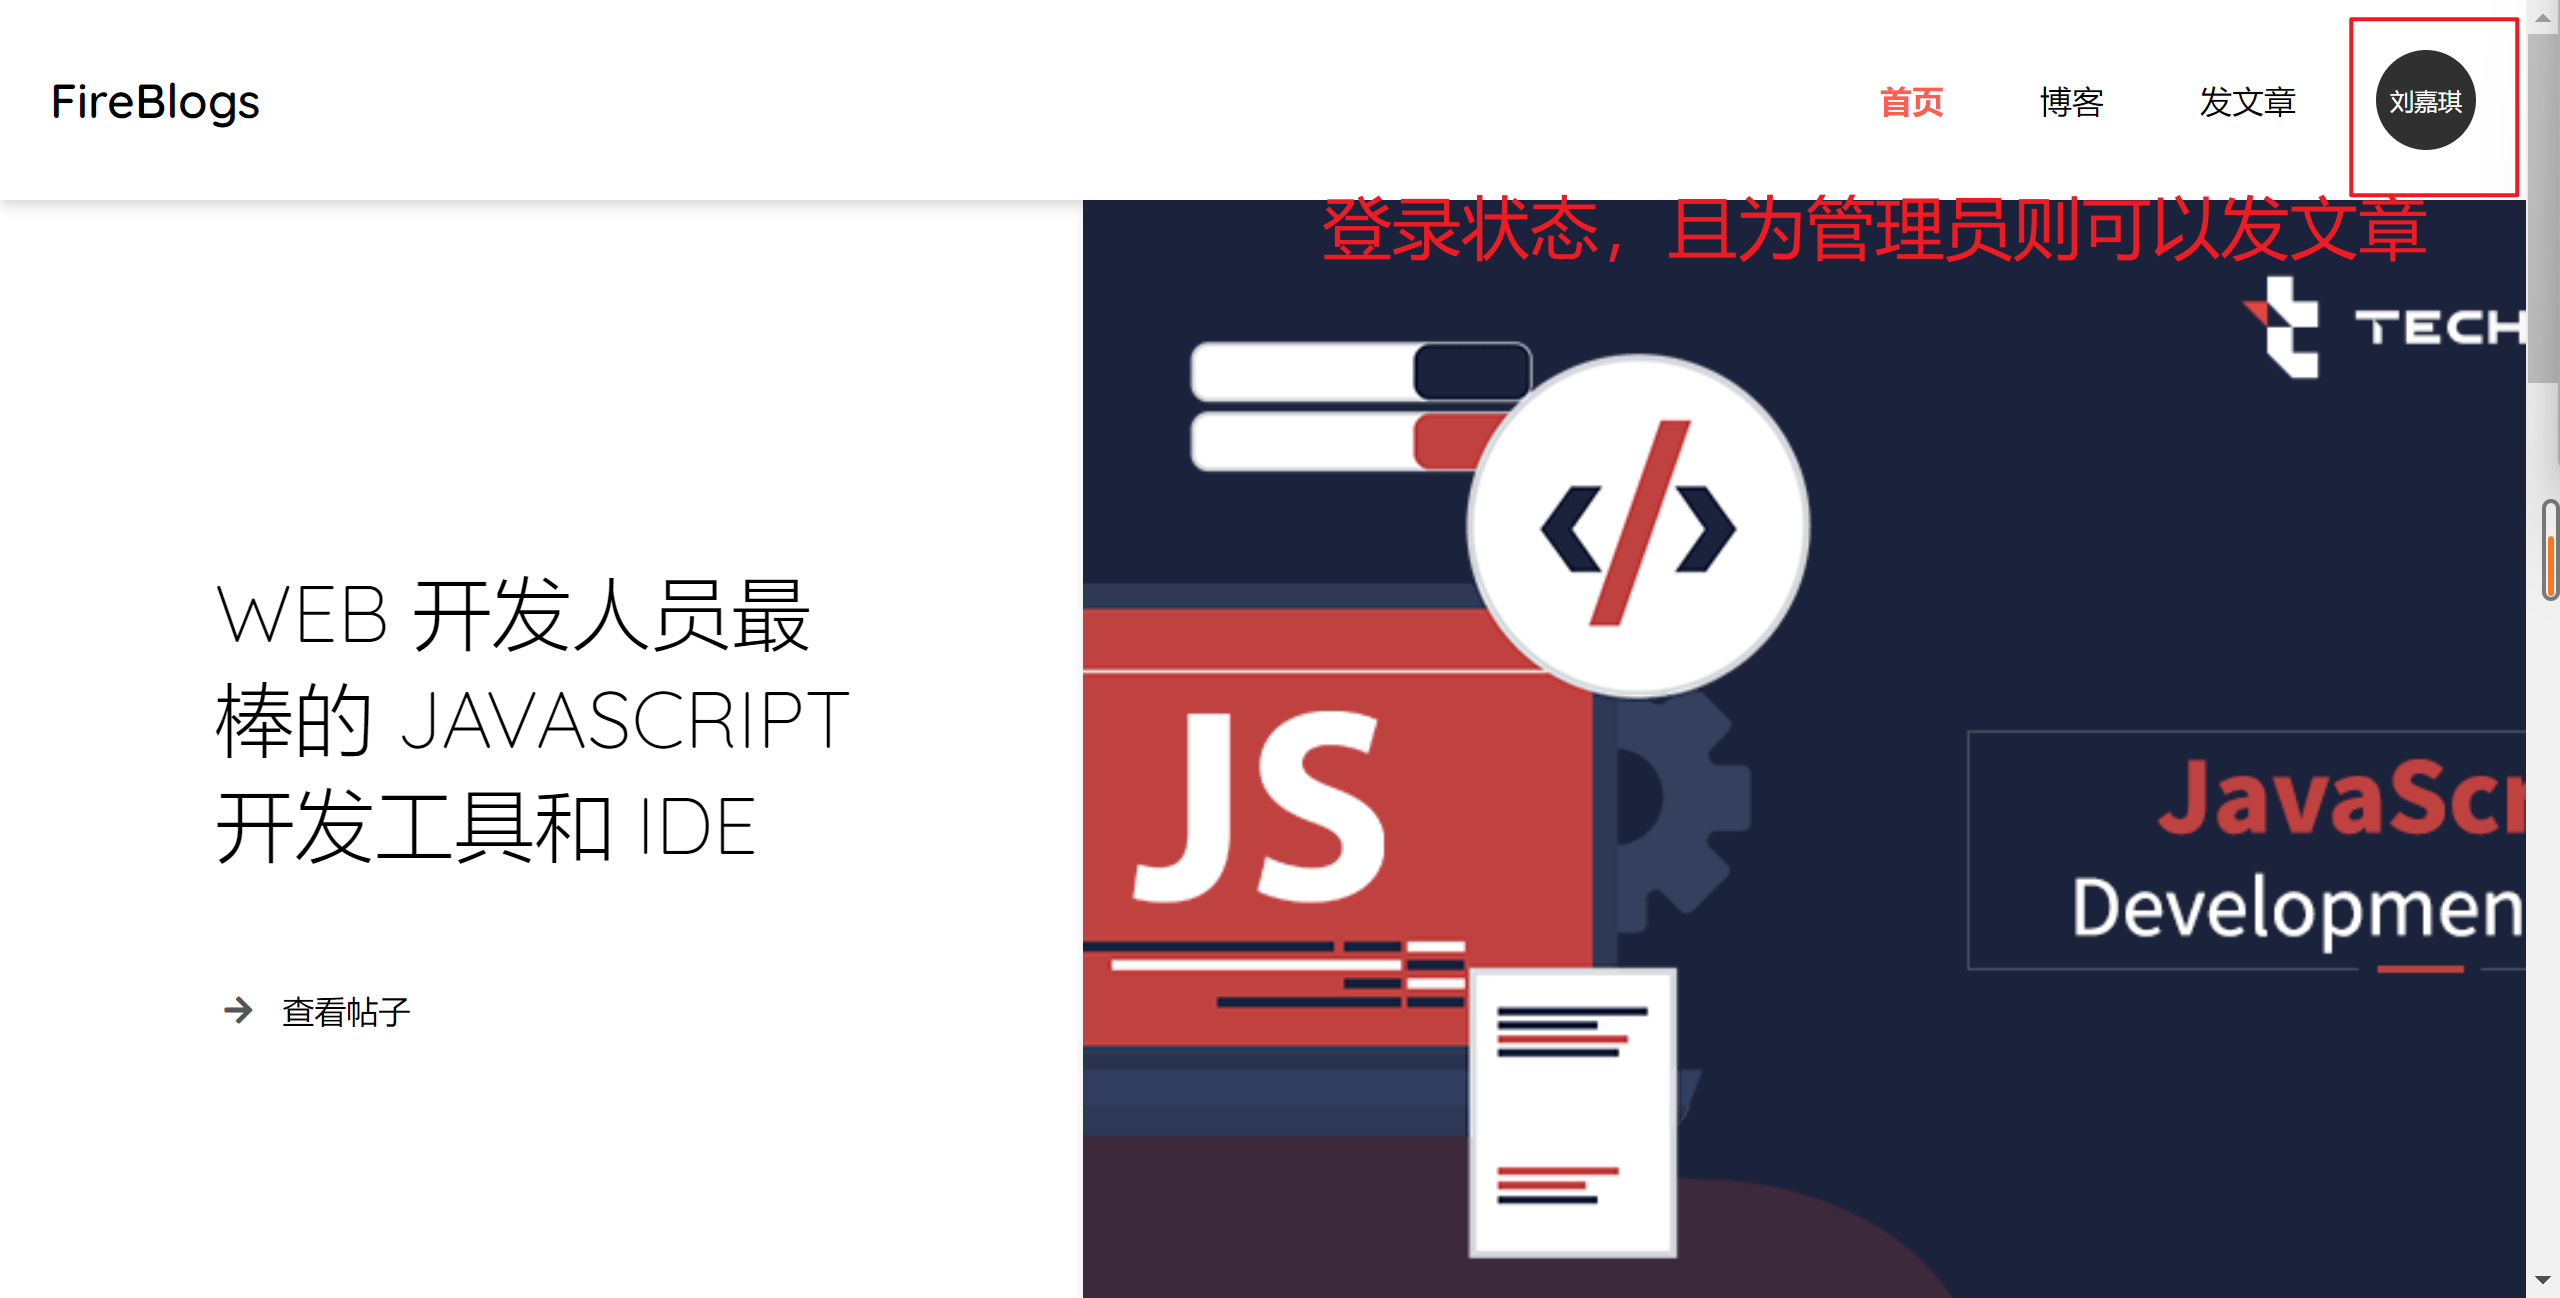 FireBlogs
首页
博客
发文章
刘嘉琪
登录状态，且为管理员则可以发文章
TECH
WEB 开发人员最
棒的 JAVASCRIPT
开发工具和 IDE
查看帖子
JS
JavaScr
Developmen